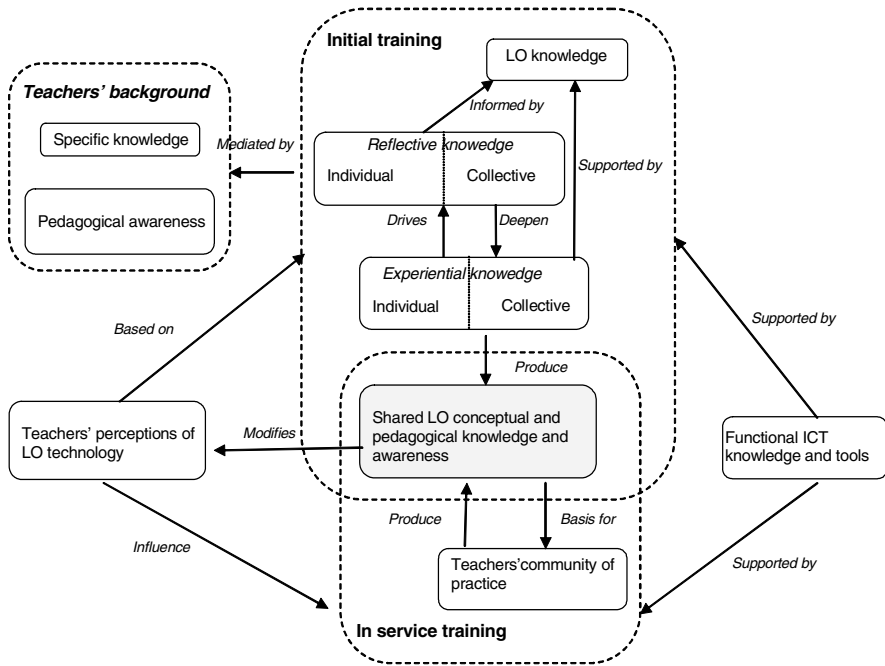 Initial training
LO knowledge
Teachers' background
Informed by
Specific knowledge
Mediated by
Reflective knowedge
Individual
Collective
Supported by
Pedagogical awareness
Drives
Deepen
Experiential knowedge
Individual
Collective
Based on
Supported by
Produce
Teachers' perceptions of
LO technology
Modifies
Shared LO conceptual and
pedagogical knowledge and
awareness
Functional ICT
knowledge and tools
Produce
Basis for
Influence
Teachers'community of
practice
Supported by
In service training